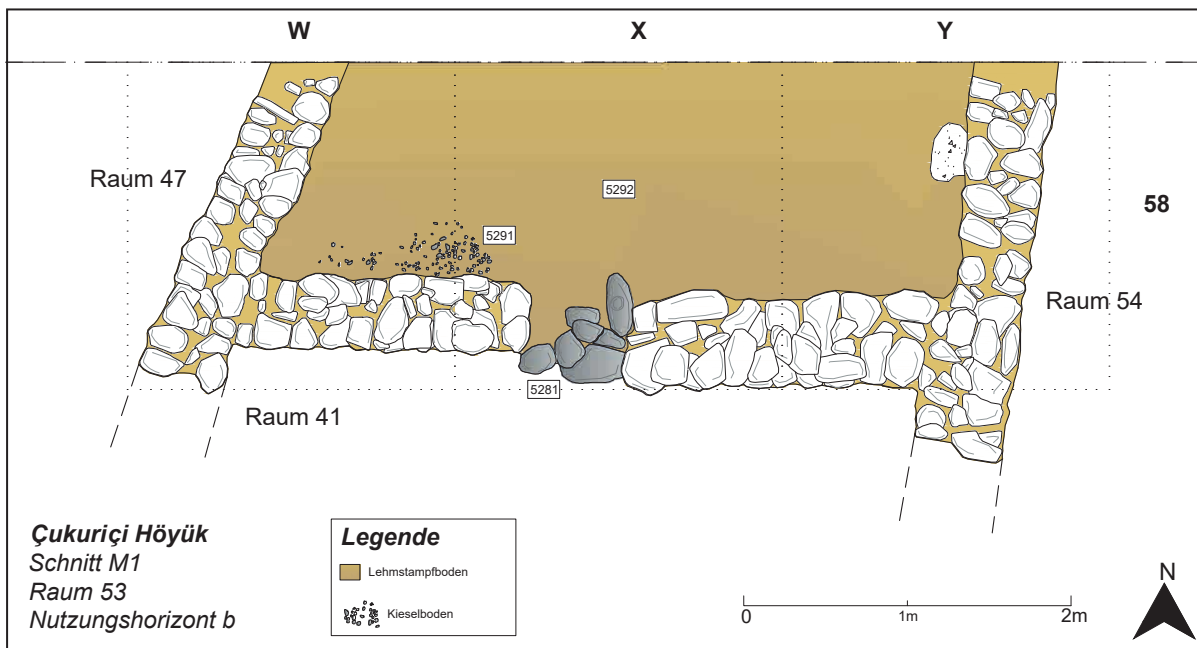 W X Y
Raum 47
5292
58
5291
Raum 54
5281
Raum 41
Çukuriçi Höyük
Schnitt M1
Raum 53
Nutzungshorizont b
Legende
Lehmstampfboden
Kieselboden
0 1m 2m
N